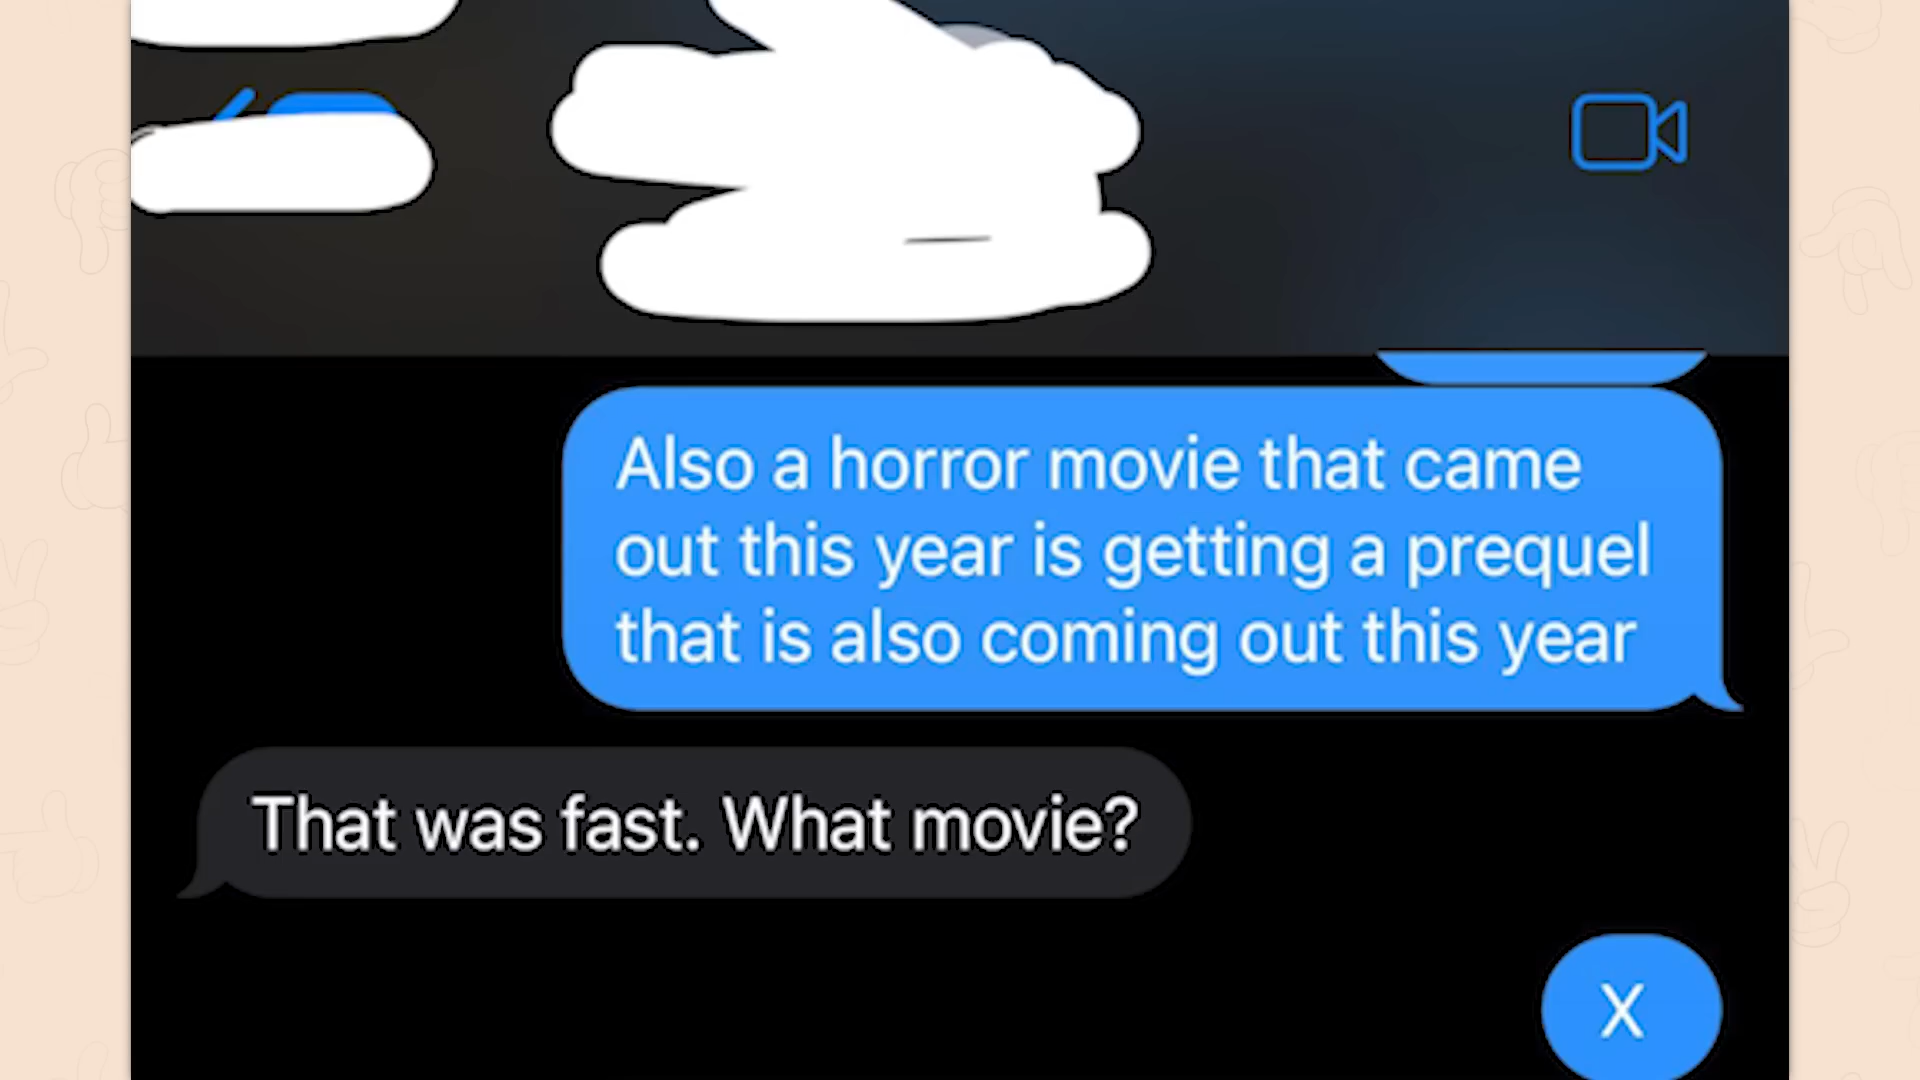 Also a horror movie that came
out this year is getting a prequel
that is also coming out this year
That was fast. What movie?
X